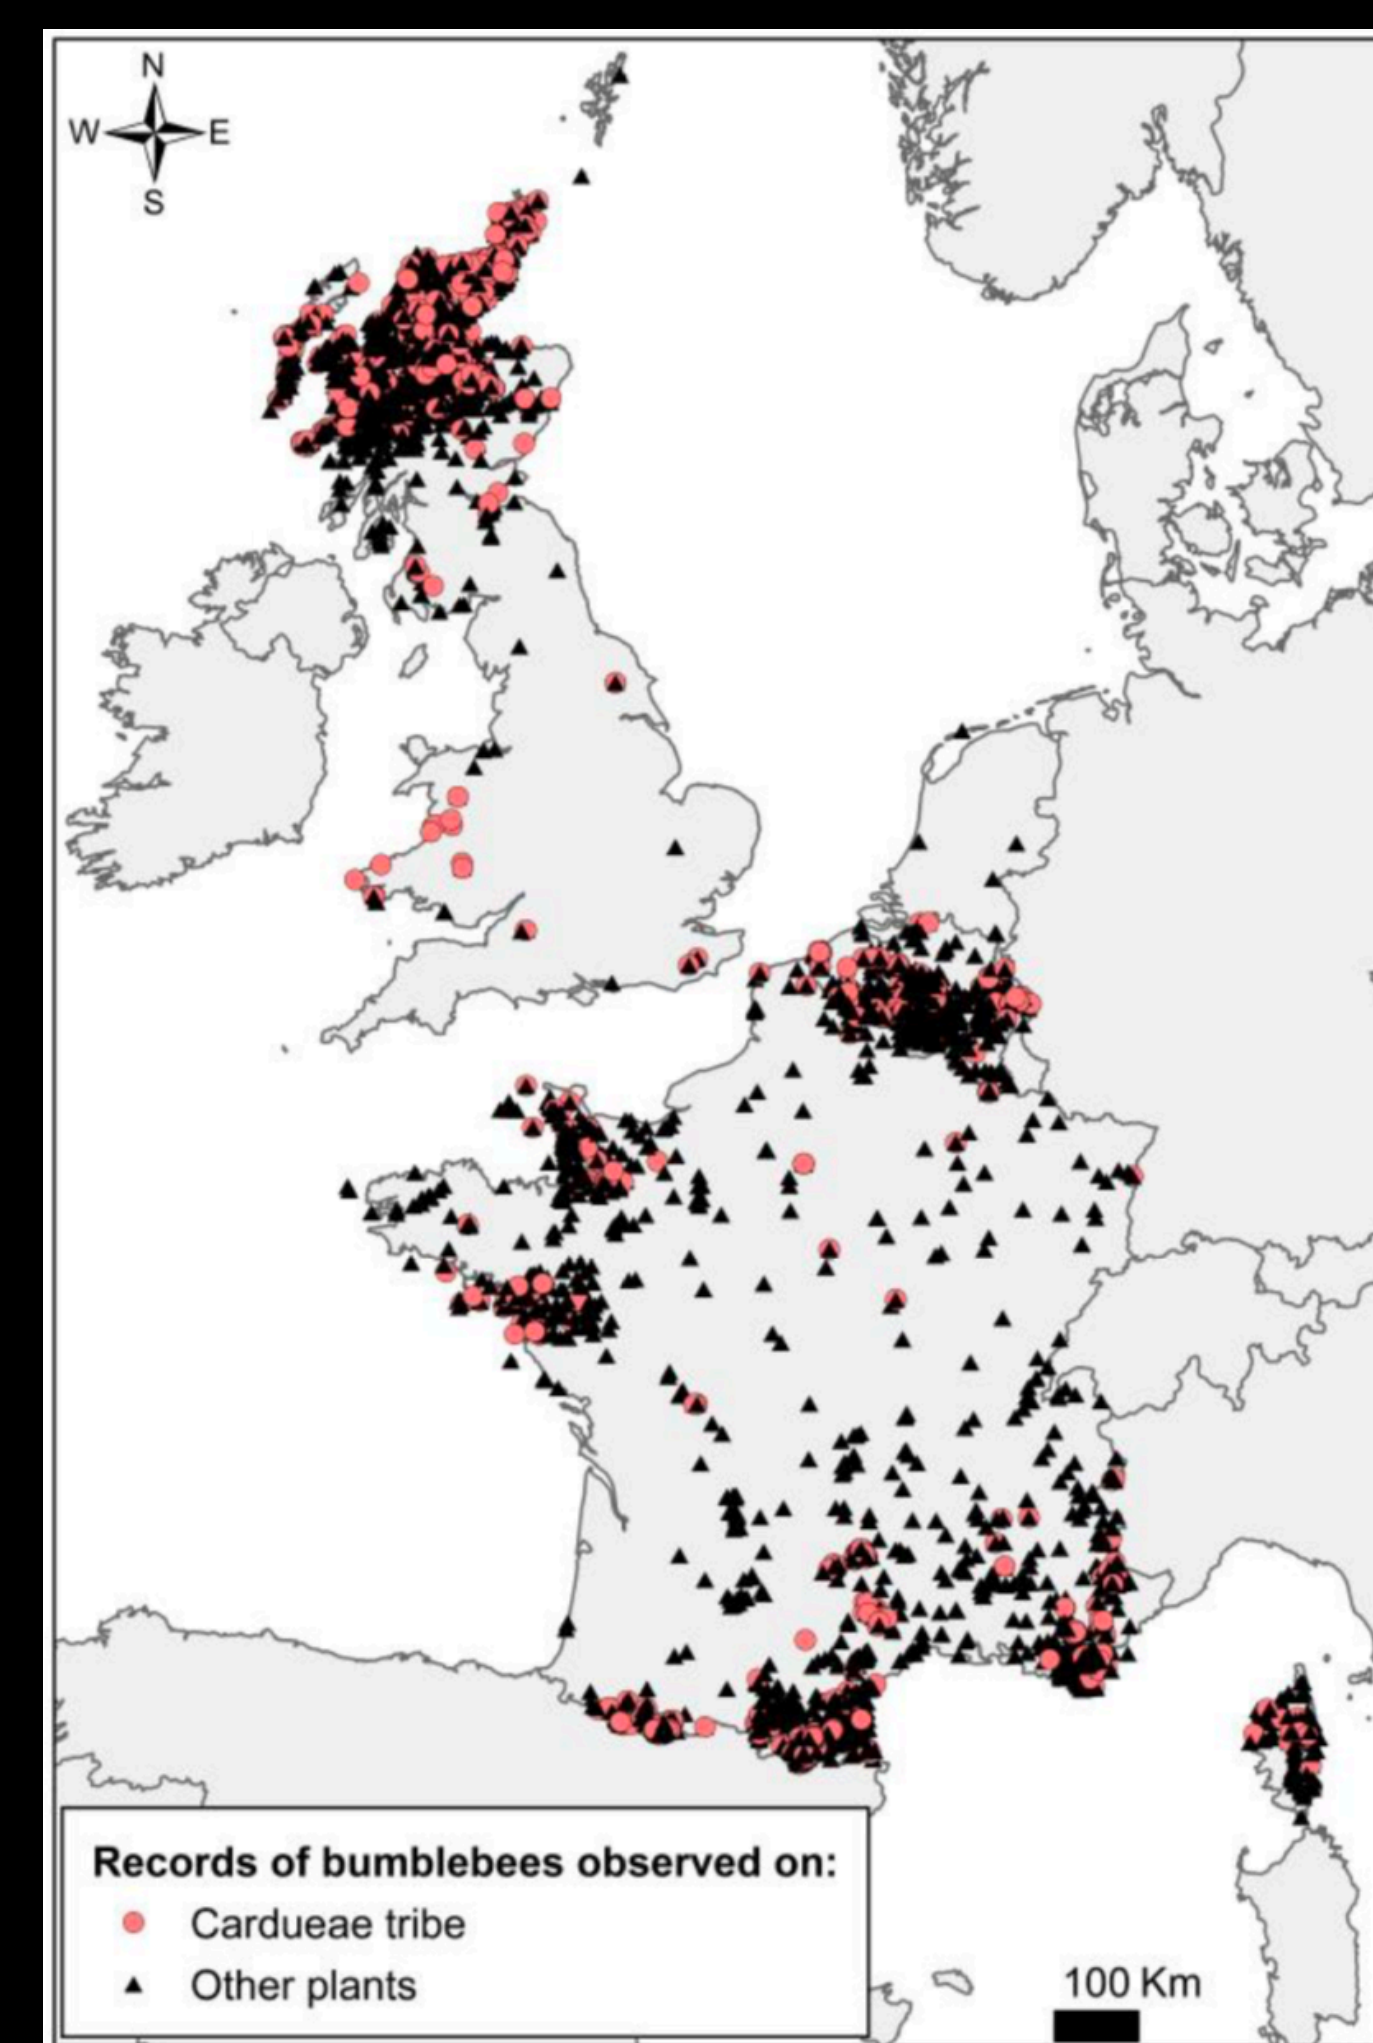 N
W E
S
Records of bumblebees observed on:
Cardueae tribe
Other plants
100 Km